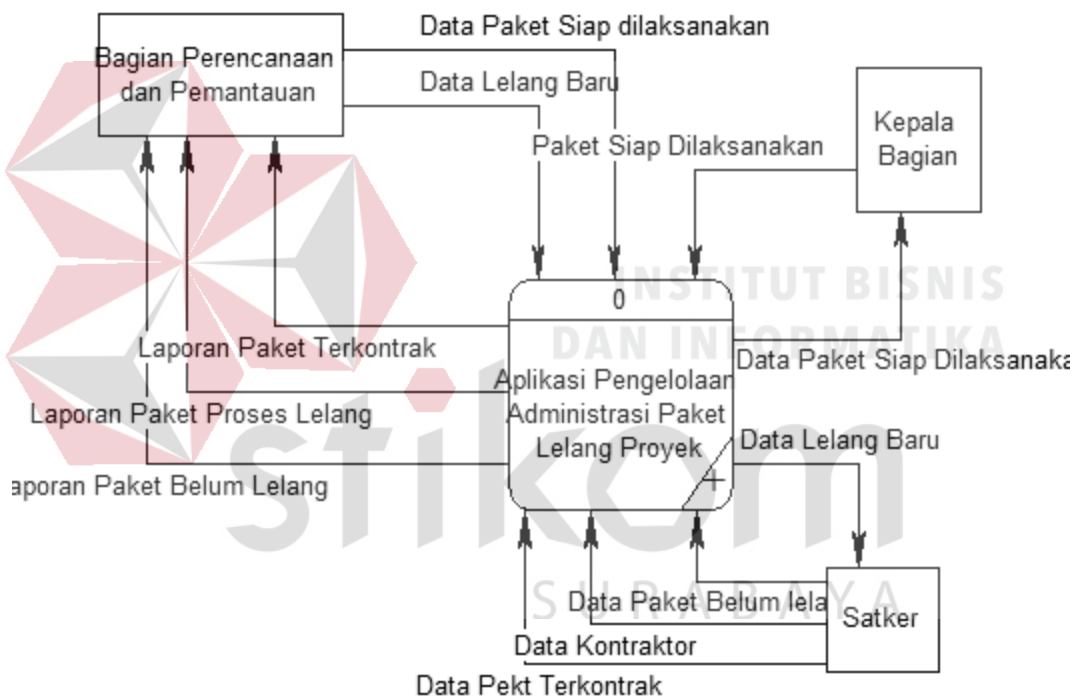 Data Paket Siap dilaksanakan
Bagian Perencanaan
dan Pemantauan
Data Lelang Baru
Kepala
Bagian
Paket Siap Dilaksanakan
INSTITUT BISNIS
DAN INFORMATIKA
0
Laporan Paket Terkontrak
Data Paket Siap Dilaksanaka
Aplikasi Pengelolaan
Administrasi Paket
Lelang Proyek
Laporan Paket Proses Lelang
Data Lelang Baru
+
aporan Paket Belum Lelang
stikom
SURABAYA
Data Paket Belum lela
Satker
Data Kontraktor
Data Pekt Terkontrak